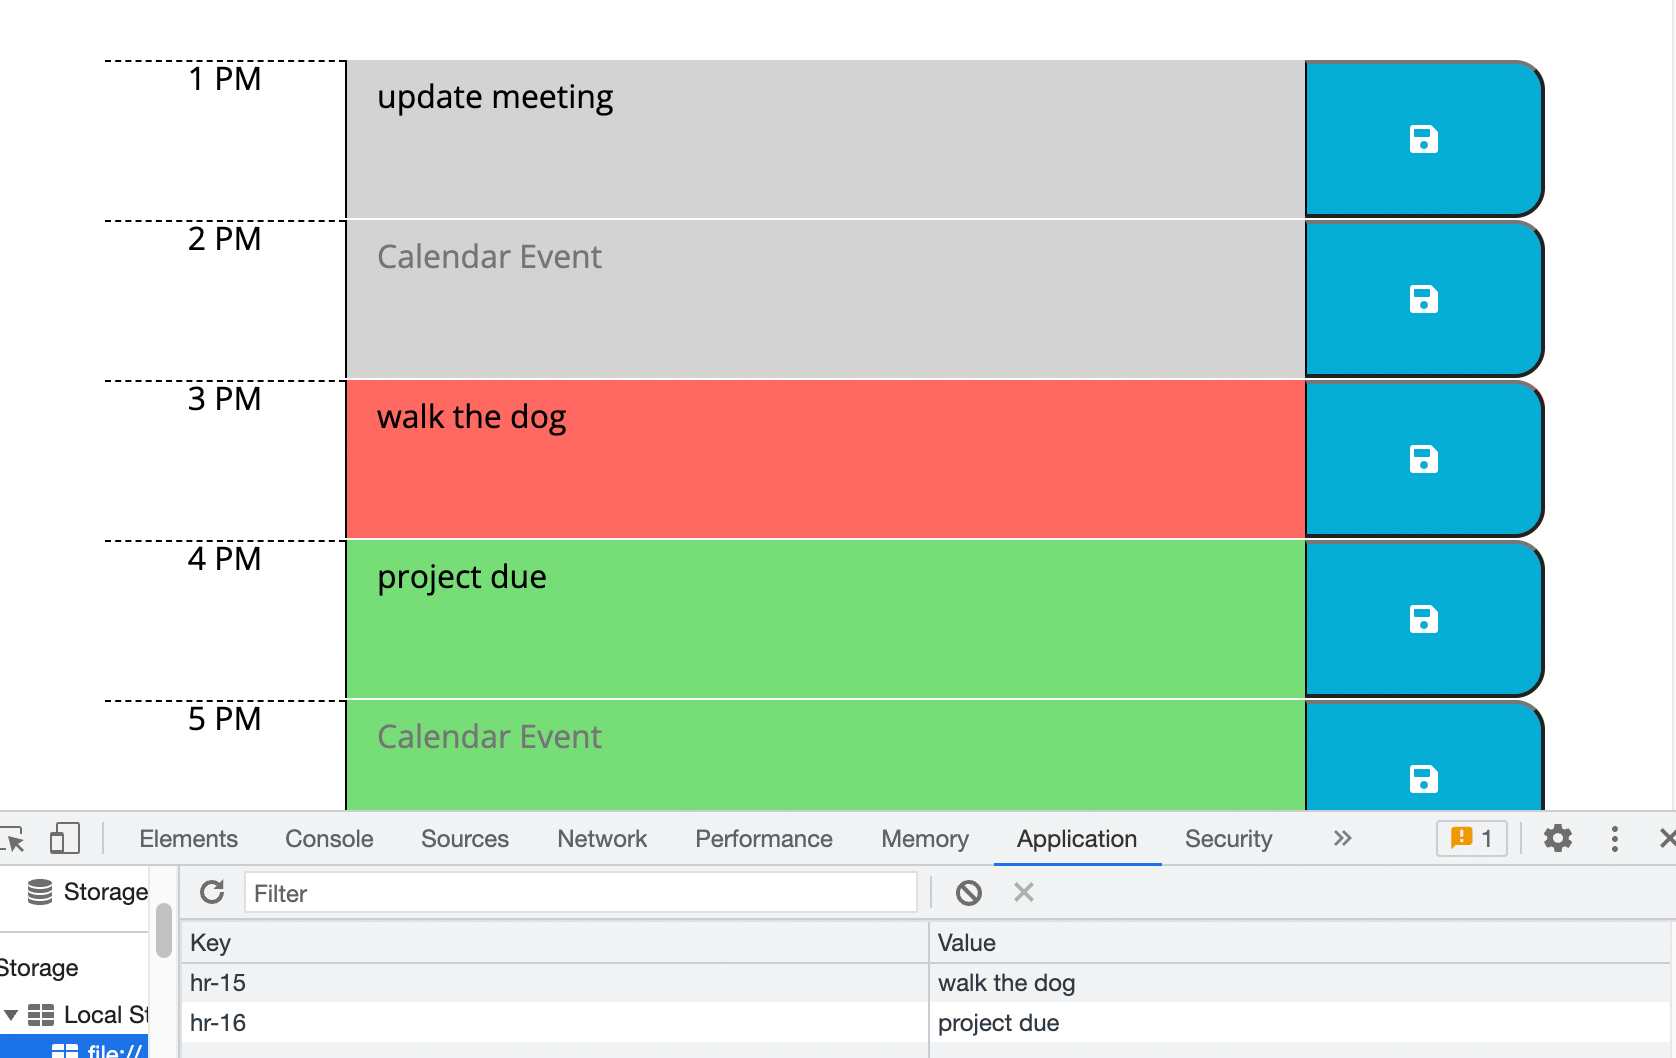 1 PM
update meeting
2 PM
Calendar Event
3 PM
walk the dog
4 PM
project due
5 PM
Calendar Event
Elements Console Sources Network Performance Memory Application Security » 1
Storage
Filter
Key Value
Storage
hr-15 walk the dog
Local St
hr-16 project due
file://